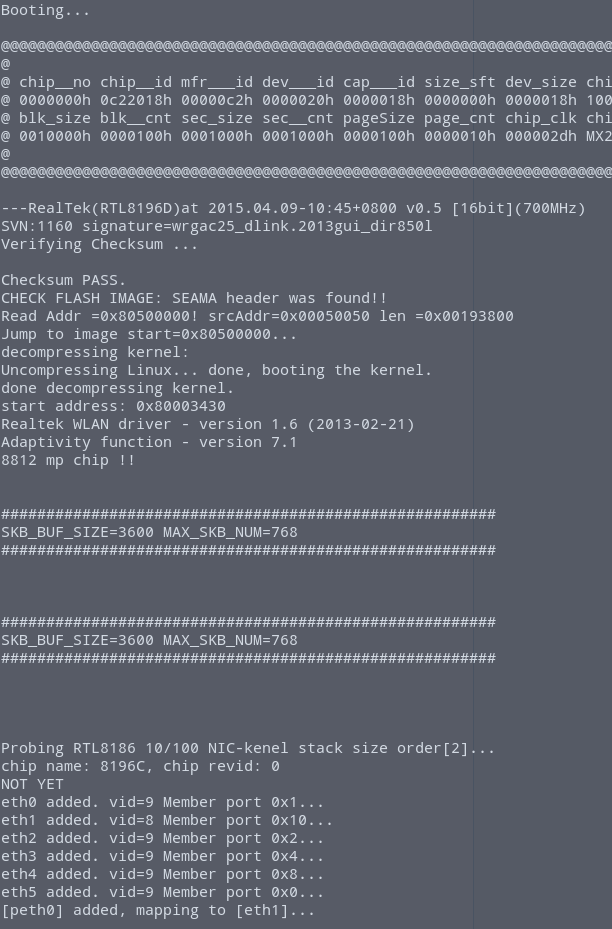 Booting...
@@@@@@@@@@@@@@@@@@@@@@@@@@@@@@@@@@@@@@@@@@@@@@@@@@@@@@@@@@@@@@@@@@@@
@
@ chip__no chip__id mfr___id dev___id cap___id size_sft dev_size chi
@ 0000000h 0c22018h 00000c2h 0000020h 0000018h 0000000h 0000018h 100
@ blk_size blk__cnt sec_size sec__cnt pageSize page_cnt chip_clk chi
@ 0010000h 0000100h 0001000h 0001000h 0000100h 0000010h 000002dh MX2
@
@@@@@@@@@@@@@@@@@@@@@@@@@@@@@@@@@@@@@@@@@@@@@@@@@@@@@@@@@@@@@@@@@@@@
---RealTek(RTL8196D)at 2015.04.09-10:45+0800 v0.5 [16bit](700MHz)
SVN:1160 signature=wrgac25_dlink.2013gui_dir850l
Verifying Checksum ...
Checksum PASS.
CHECK FLASH IMAGE: SEAMA header was found!!
Read Addr =0x80500000! srcAddr=0x00050050 len =0x00193800
Jump to image start=0x80500000...
decompressing kernel:
Uncompressing Linux... done, booting the kernel.
done decompressing kernel.
start address: 0x80003430
Realtek WLAN driver - version 1.6 (2013-02-21)
Adaptivity function - version 7.1
8812 mp chip !!
#######################################################
SKB_BUF_SIZE=3600 MAX_SKB_NUM=768
#######################################################
#######################################################
SKB_BUF_SIZE=3600 MAX_SKB_NUM=768
#######################################################
Probing RTL8186 10/100 NIC-kenel stack size order[2]...
chip name: 8196C, chip revid: 0
NOT YET
eth0 added. vid=9 Member port 0x1...
eth1 added. vid=8 Member port 0x10...
eth2 added. vid=9 Member port 0x2...
eth3 added. vid=9 Member port 0x4...
eth4 added. vid=9 Member port 0x8...
eth5 added. vid=9 Member port 0x0...
[peth0] added, mapping to [eth1]...